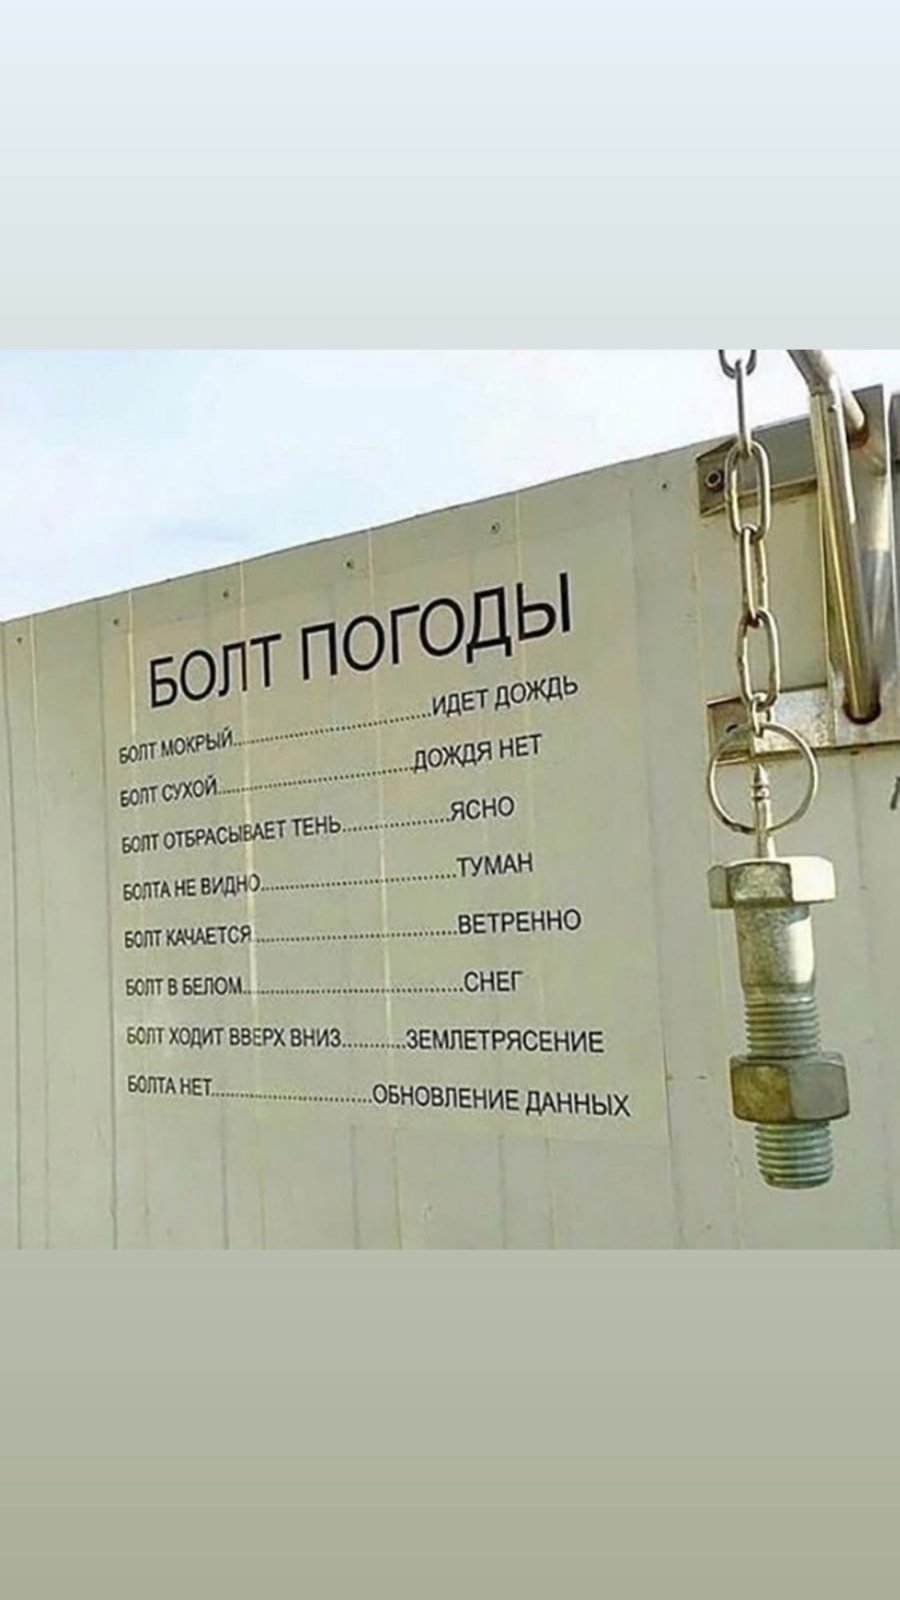 БОЛТ ПОГОДЫ
БОЛТ МОКРЫЙ..............................ИДЕТ ДОЖДЬ
БОЛТ СУХОЙ..............................ДОЖДЯ НЕТ
БОЛТ ОТБРАСЫВАЕТ ТЕНЬ.................ЯСНО
БОЛТА НЕ ВИДНО..............................ТУМАН
БОЛТ КАЧАЕТСЯ..............................ВЕТРЕННО
БОЛТ В БЕЛОМ..............................СНЕГ
БОЛТ ХОДИТ ВВЕРХ ВНИЗ..........ЗЕМЛЕТРЯСЕНИЕ
БОЛТА НЕТ.........................ОБНОВЛЕНИЕ ДАННЫХ